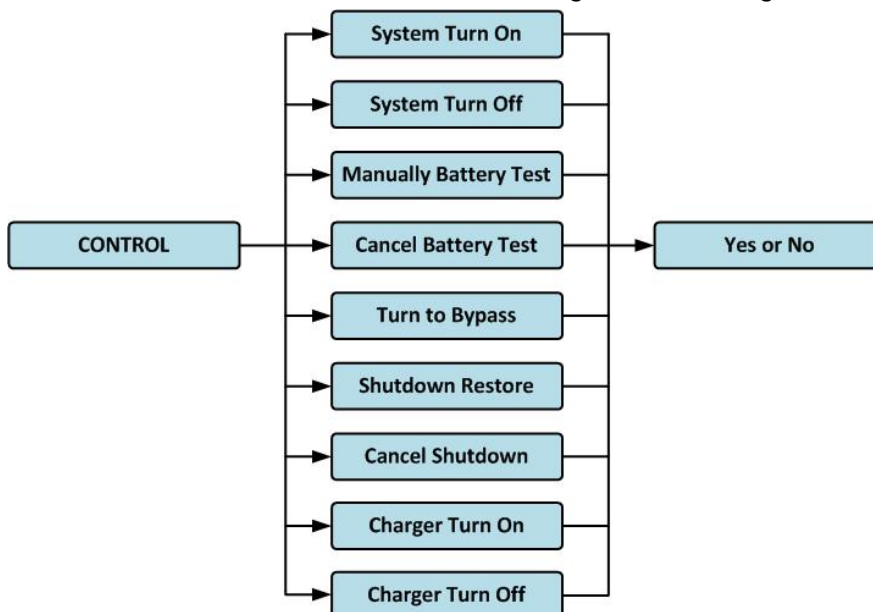 System Turn On
System Turn Off
Manually Battery Test
CONTROL
Cancel Battery Test
Yes or No
Turn to Bypass
Shutdown Restore
Cancel Shutdown
Charger Turn On
Charger Turn Off